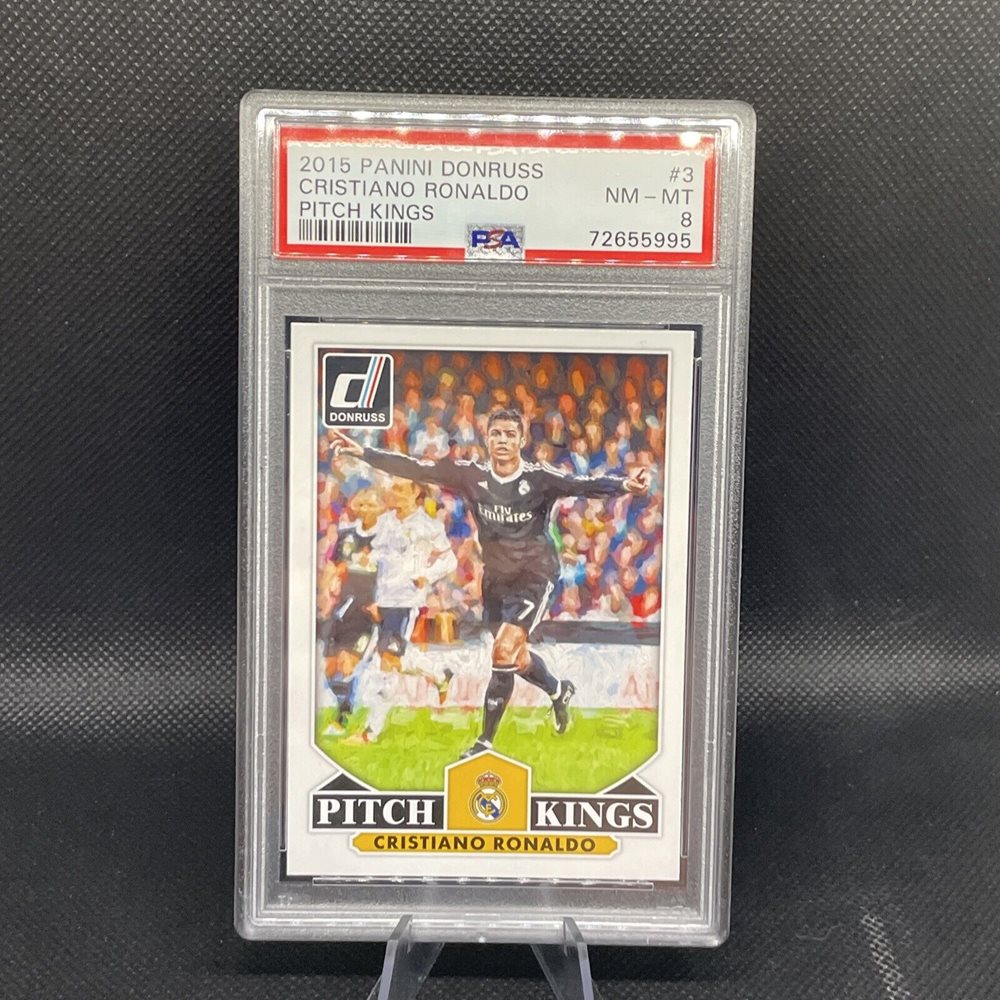 2015 PANINI DONRUSS #3
CRISTIANO RONALDO NM - MT
PITCH KINGS 8
PSA 72655995
d
DONRUSS
Fly
Emirates
7
PITCH KINGS
CRISTIANO RONALDO